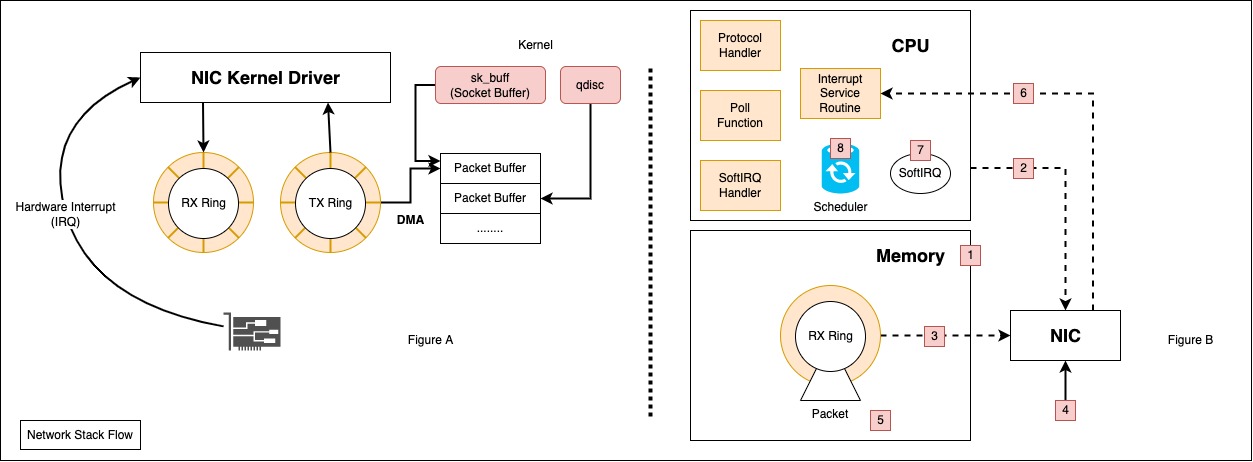 Kernel
NIC Kernel Driver
sk_buff
(Socket Buffer)
qdisc
RX Ring
TX Ring
DMA
Packet Buffer
Packet Buffer
........
Hardware Interrupt
(IRQ)
Figure A
Network Stack Flow
CPU
Protocol
Handler
Interrupt
Service
Routine
Poll
Function
SoftIRQ
Handler
8
Scheduler
7
SoftIRQ
6
2
Memory
1
RX Ring
3
NIC
Packet
5
4
Figure B